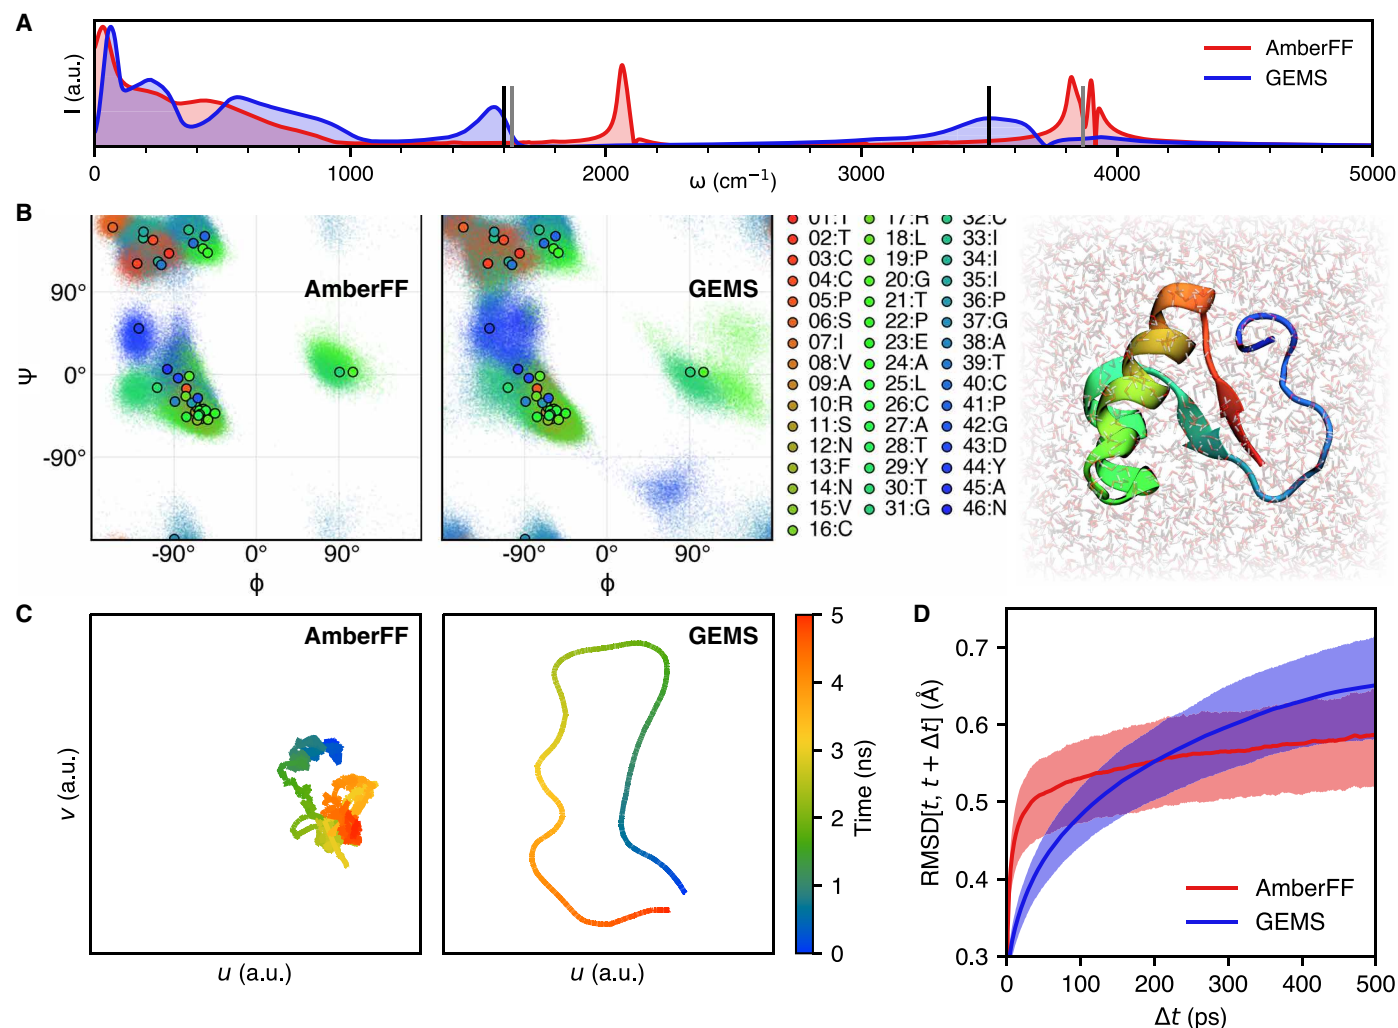 A
I (a.u.)
AmberFF
GEMS
0 1000 2000 3000 4000 5000
ω (cm⁻¹)
B
Ψ
90°
0°
-90°
AmberFF
-90° 0° 90°
ϕ
GEMS
-90° 0° 90°
ϕ
01:T 17:R 32:C
02:T 18:L 33:I
03:C 19:P 34:I
04:C 20:G 35:I
05:P 21:T 36:P
06:S 22:P 37:G
07:I 23:E 38:A
08:V 24:A 39:T
09:A 25:L 40:C
10:R 26:C 41:P
11:S 27:A 42:G
12:N 28:T 43:D
13:F 29:Y 44:Y
14:N 30:T 45:A
15:V 31:G 46:N
16:C
C
AmberFF
v (a.u.)
u (a.u.)
GEMS
u (a.u.)
5
4
3
2
1
0
Time (ns)
D
RMSD[t, t + Δt] (Å)
0.7
0.6
0.5
0.4
0.3
AmberFF
GEMS
0 100 200 300 400 500
Δt (ps)